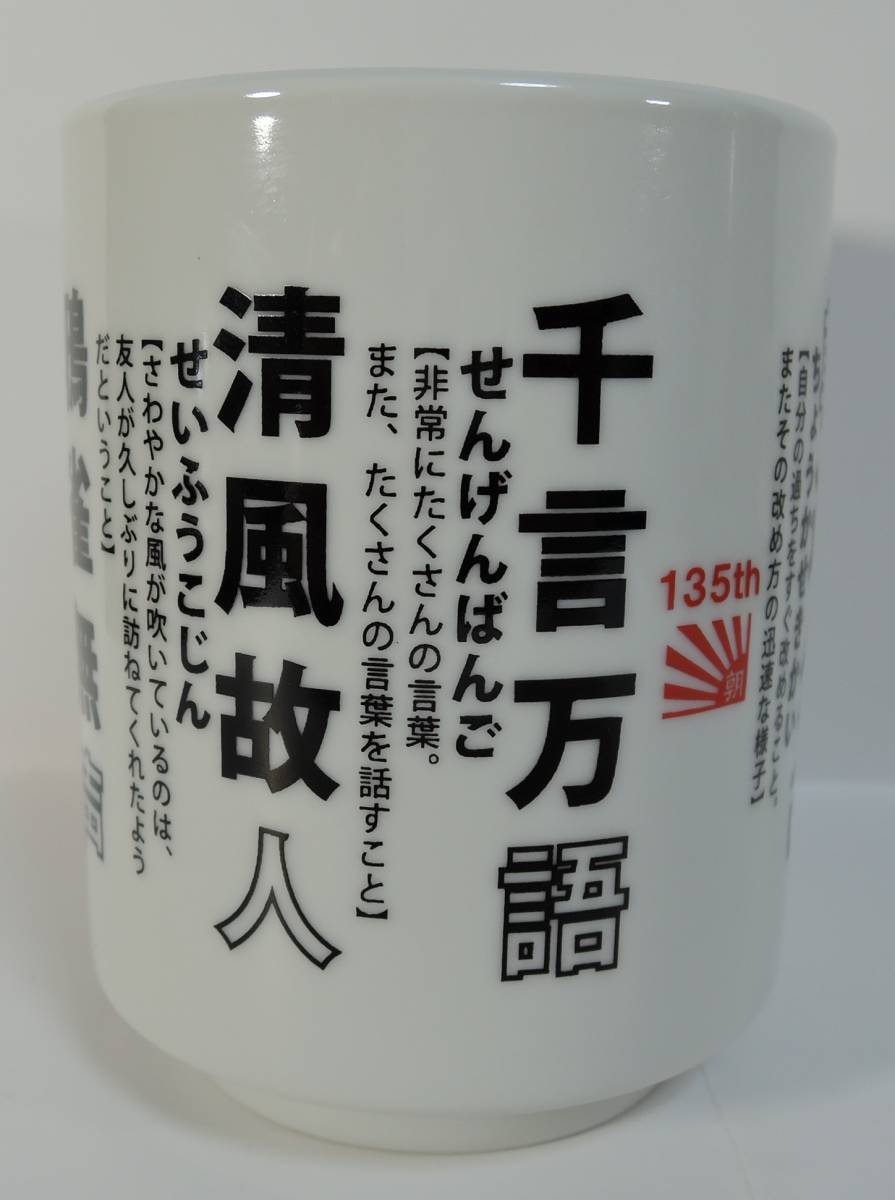 【自分の過ちをすぐ改めること、
またその改め方の迅速な様子】
135th
朝
千言万語
せんげんばんご
【非常にたくさんの言葉。
また、たくさんの言葉を話すこと】
清風故人
せいふうこじん
【さわやかな風が吹いているのは、
友人が久しぶりに訪ねてくれたよう
だということ】
雀無声